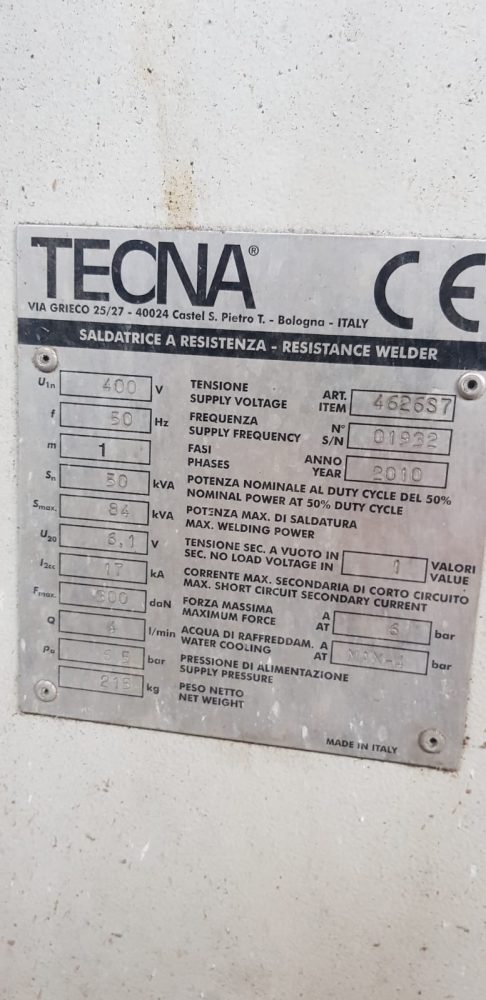 TECNA® CE
VIA GRIECO 25/27 - 40024 Castel S. Pietro T. - Bologna - ITALY
SALDATRICE A RESISTENZA - RESISTANCE WELDER
U1n 400 V TENSIONE SUPPLY VOLTAGE ART. ITEM 4626S7
f 50 Hz FREQUENZA SUPPLY FREQUENCY N° S/N 01932
m 1 FASI PHASES ANNO YEAR 2010
Sn 50 kVA POTENZA NOMINALE AL DUTY CYCLE DEL 50% NOMINAL POWER AT 50% DUTY CYCLE
Smax. 84 kVA POTENZA MAX. DI SALDATURA MAX. WELDING POWER
U20 6,1 V TENSIONE SEC. A VUOTO IN SEC. NO LOAD VOLTAGE IN 1 VALORI VALUE
I2cc 17 kA CORRENTE MAX. SECONDARIA DI CORTO CIRCUITO MAX. SHORT CIRCUIT SECONDARY CURRENT
Fmax. daN FORZA MASSIMA MAXIMUM FORCE A AT 6 bar
Q 4 l/min ACQUA DI RAFFREDDAM. WATER COOLING A AT bar
bar PRESSIONE DI ALIMENTAZIONE SUPPLY PRESSURE
kg PESO NETTO NET WEIGHT
MADE IN ITALY